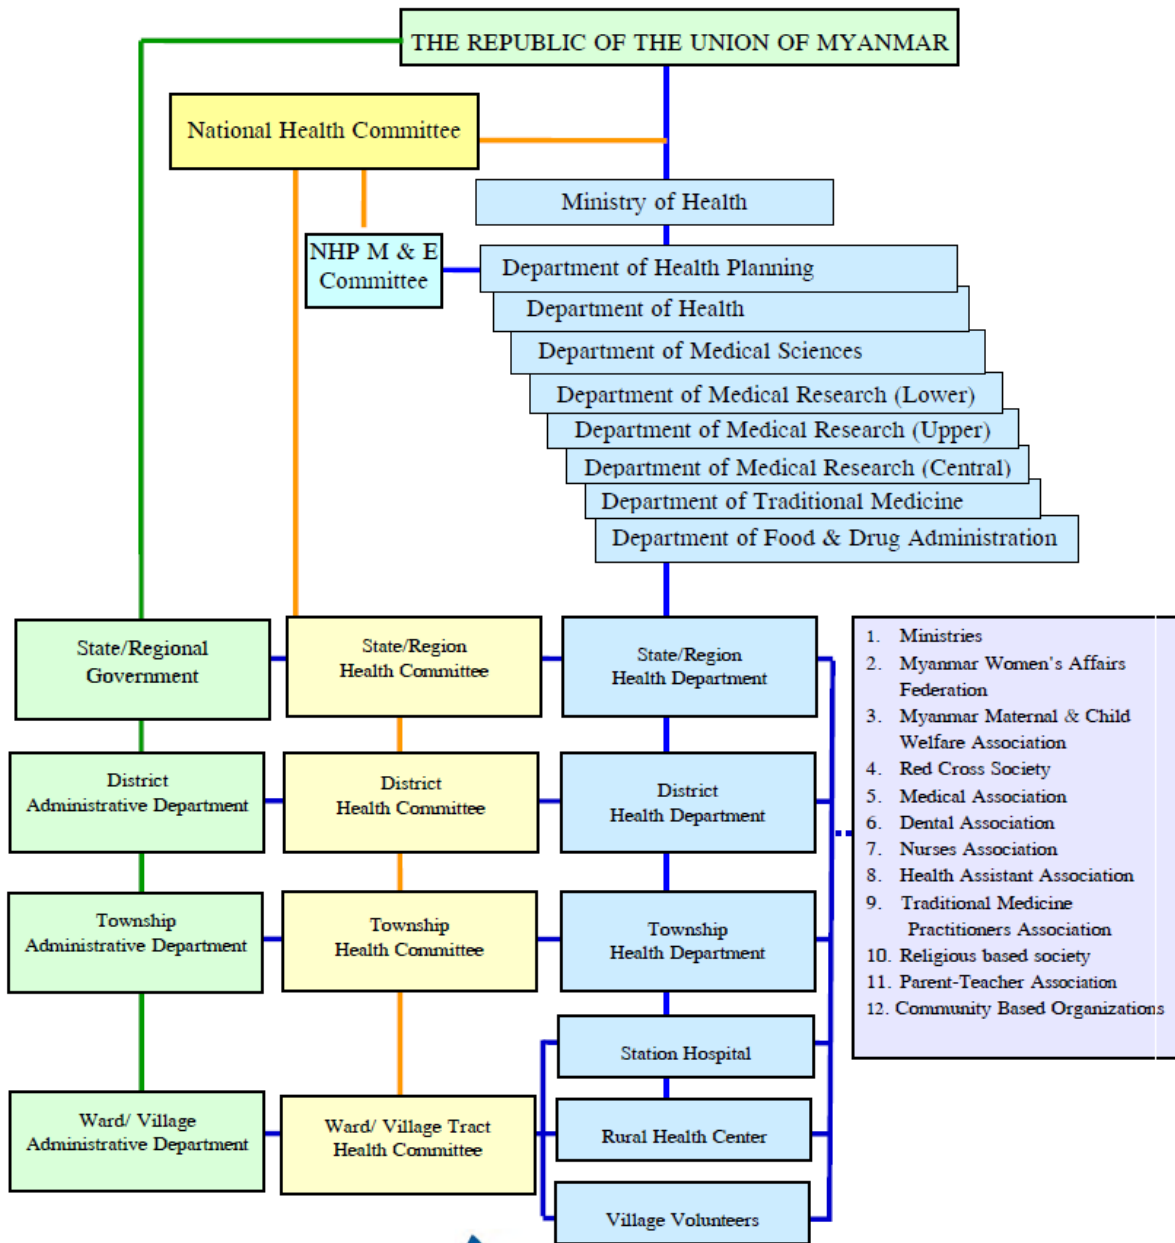 THE REPUBLIC OF THE UNION OF MYANMAR
National Health Committee
Ministry of Health
NHP M & E
Committee
Department of Health Planning
Department of Health
Department of Medical Sciences
Department of Medical Research (Lower)
Department of Medical Research (Upper)
Department of Medical Research (Central)
Department of Traditional Medicine
Department of Food & Drug Administration
State/Regional
Government
State/Region
Health Committee
State/Region
Health Department
District
Administrative Department
District
Health Committee
District
Health Department
Township
Administrative Department
Township
Health Committee
Township
Health Department
Station Hospital
Ward/ Village
Administrative Department
Ward/ Village Tract
Health Committee
Rural Health Center
Village Volunteers
1. Ministries
2. Myanmar Women's Affairs
Federation
3. Myanmar Maternal & Child
Welfare Association
4. Red Cross Society
5. Medical Association
6. Dental Association
7. Nurses Association
8. Health Assistant Association
9. Traditional Medicine
Practitioners Association
10. Religious based society
11. Parent-Teacher Association
12. Community Based Organizations